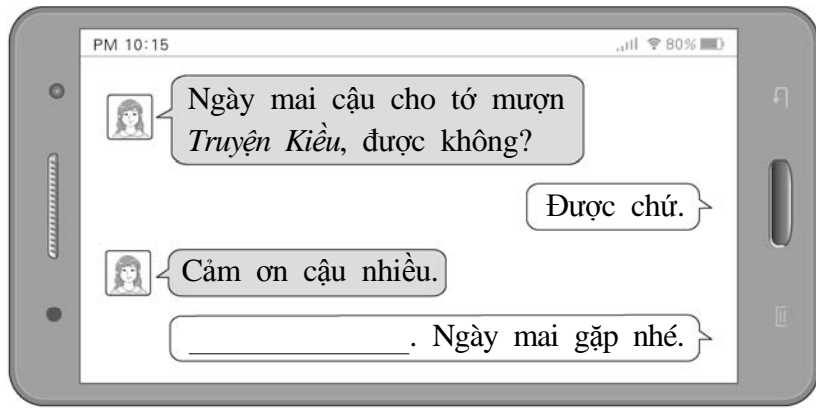 PM 10:15
80%
Ngày mai cậu cho tớ mượn
Truyện Kiều, được không?
Được chứ.
Cảm ơn cậu nhiều.
_______________. Ngày mai gặp nhé.